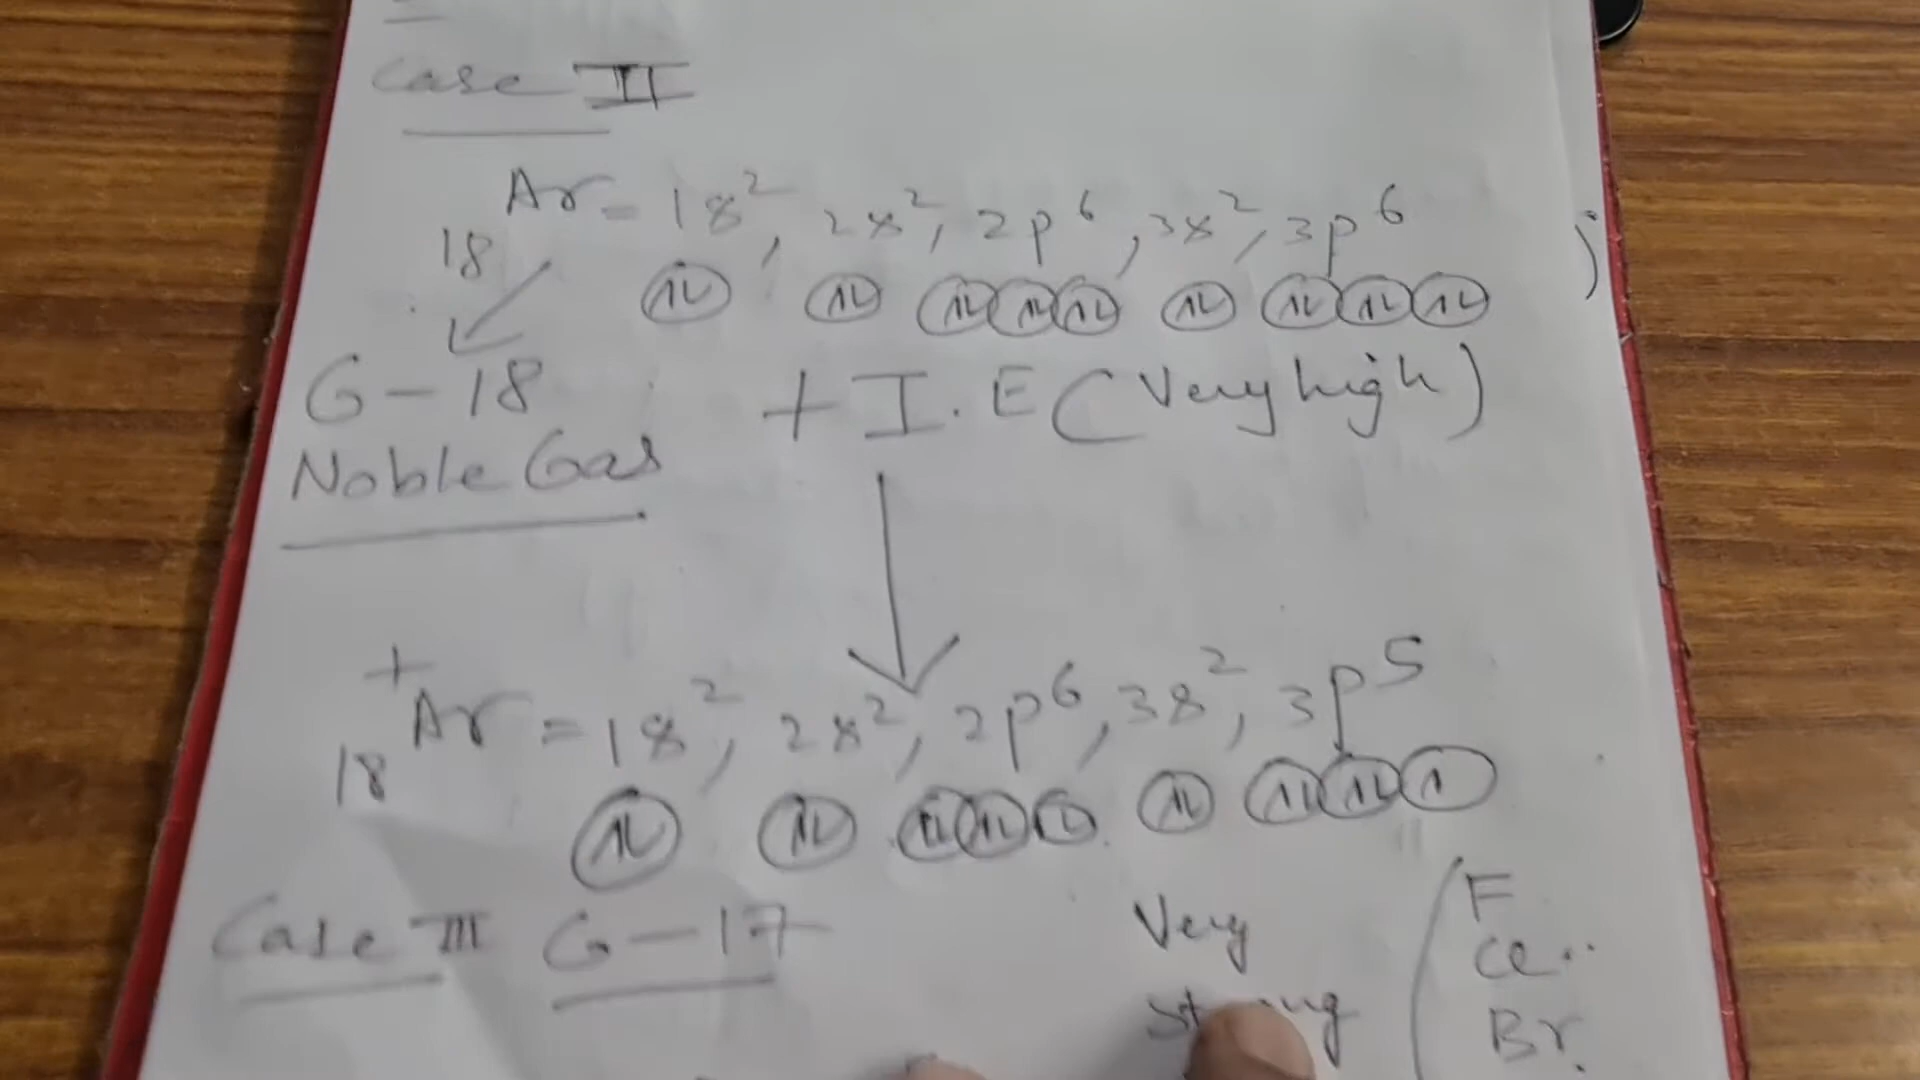 Case II
Ar = 1s², 2s², 2p⁶, 3s², 3p⁶
18
⥮ ⥮ ⥮⥮⥮ ⥮ ⥮⥮⥮
G-18 + I.E (Very high)
Noble Gas
+
Ar = 1s², 2s², 2p⁶, 3s², 3p⁵
18
⥮ ⥮ ⥮⥮⥮ ⥮ ⥮⥮↿
Case III G-17 Very ( F
Cl..
Br.